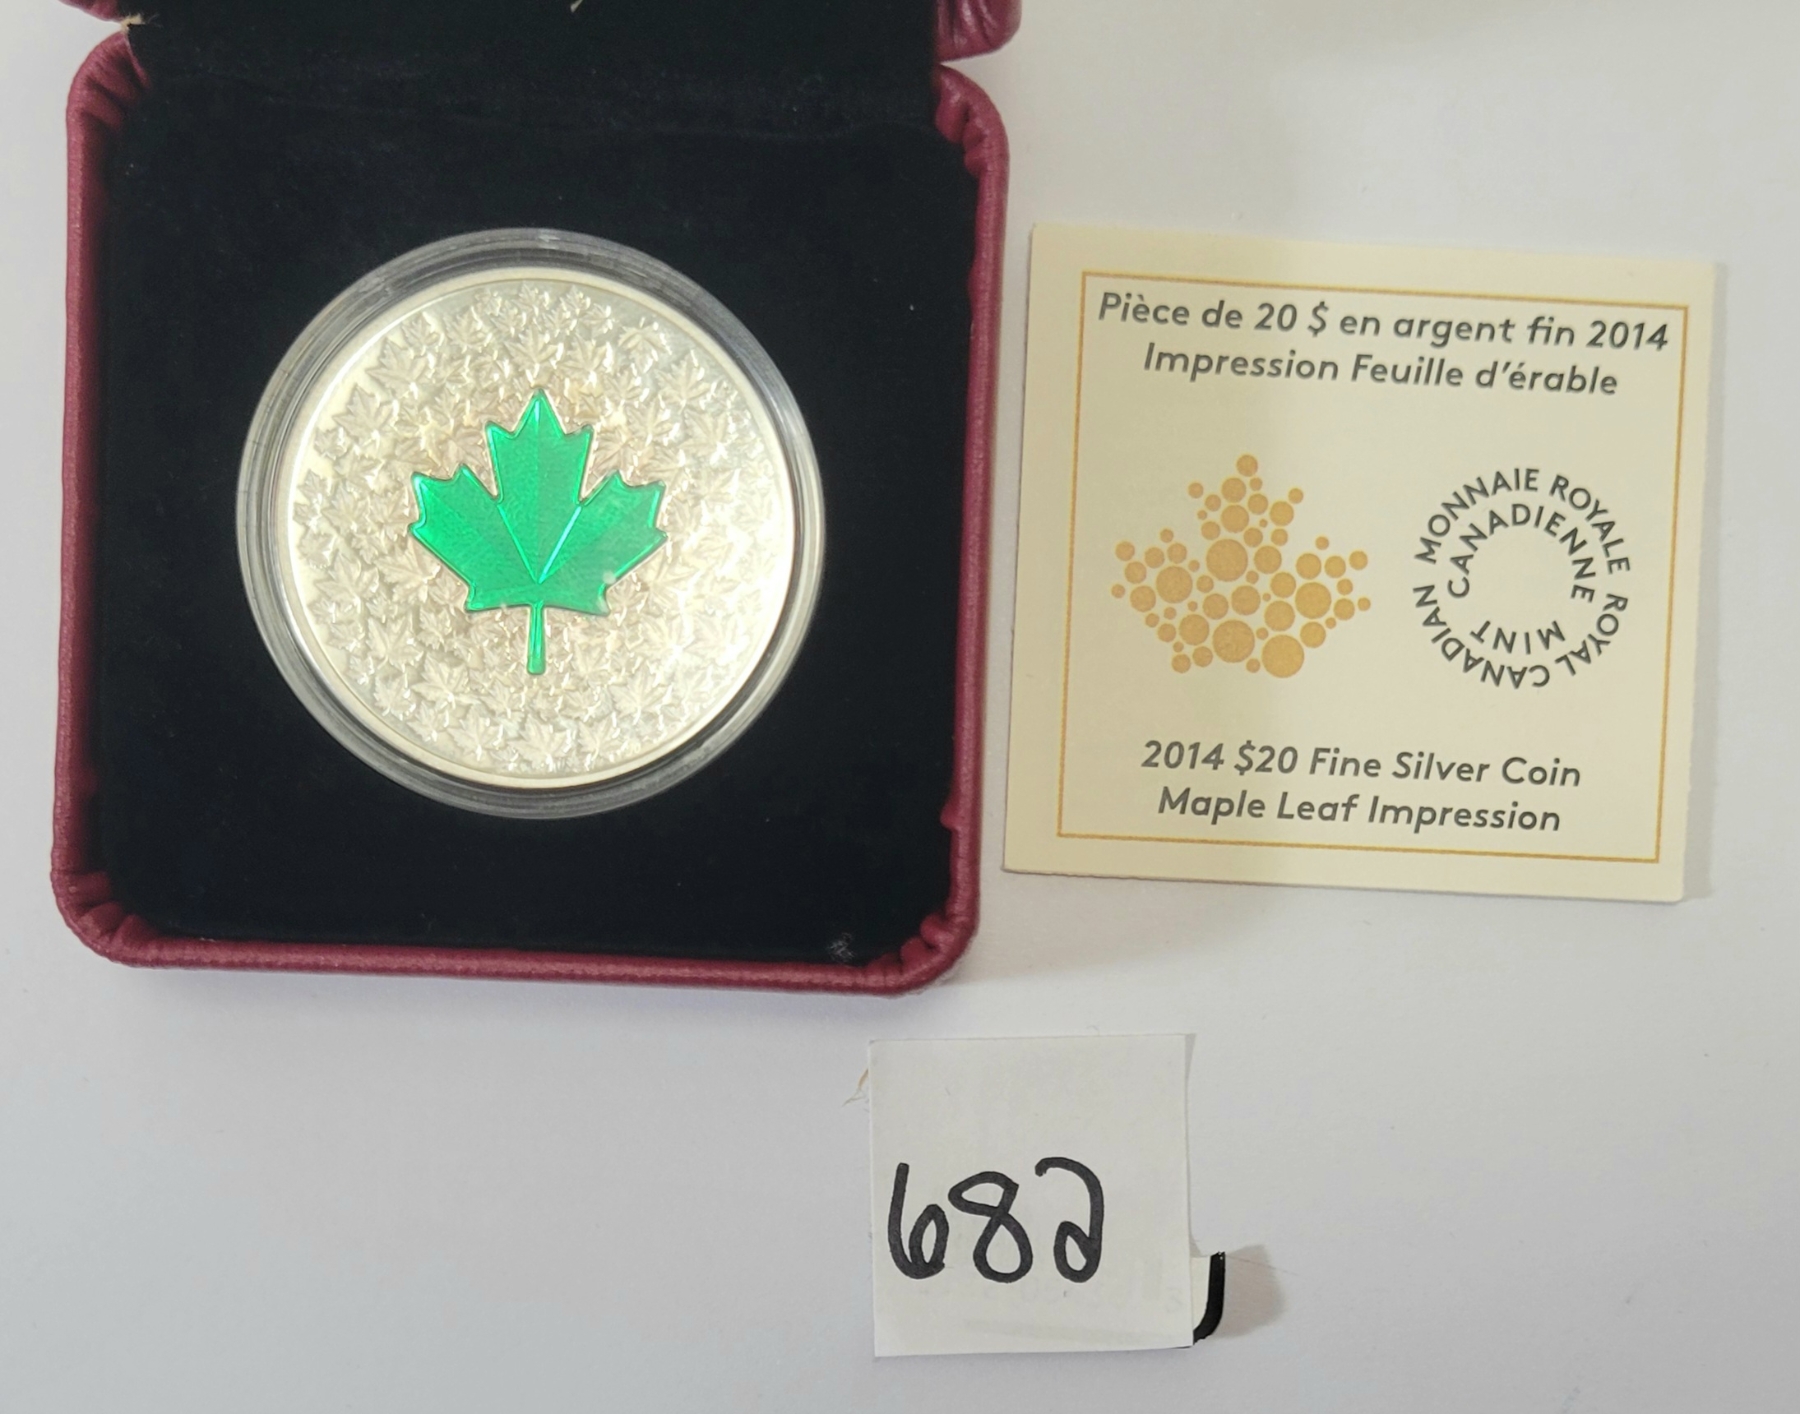 Pièce de 20 $ en argent fin 2014
Impression Feuille d'érable
MONNAIE ROYALE
CANADIENNE
ROYAL CANADIAN
MINT
2014 $20 Fine Silver Coin
Maple Leaf Impression
682